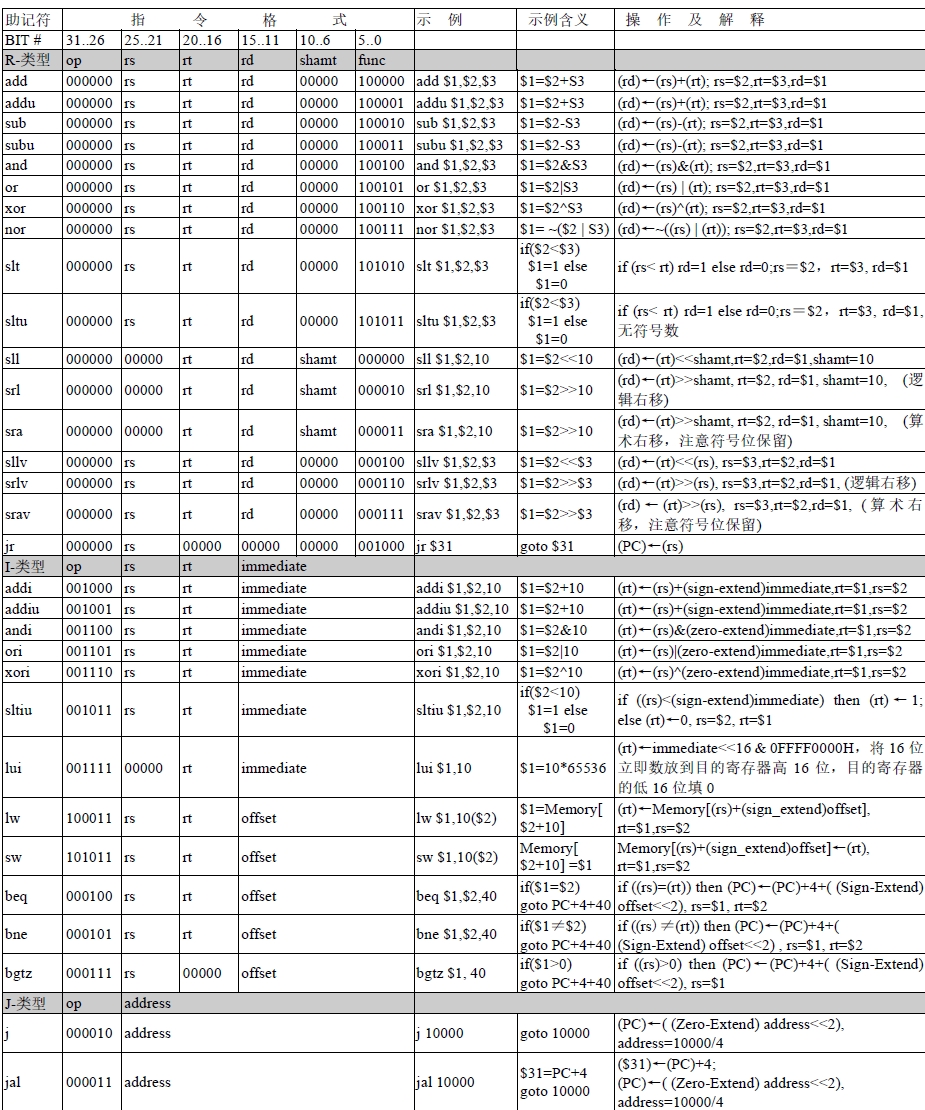 助记符 指 令 格 式 示 例 示例含义 操 作 及 解 释
BIT # 31..26 25..21 20..16 15..11 10..6 5..0
R-类型 op rs rt rd shamt func
add 000000 rs rt rd 00000 100000 add $1,$2,$3 $1=$2+S3 (rd)←(rs)+(rt); rs=$2,rt=$3,rd=$1
addu 000000 rs rt rd 00000 100001 addu $1,$2,$3 $1=$2+S3 (rd)←(rs)+(rt); rs=$2,rt=$3,rd=$1
sub 000000 rs rt rd 00000 100010 sub $1,$2,$3 $1=$2-S3 (rd)←(rs)-(rt); rs=$2,rt=$3,rd=$1
subu 000000 rs rt rd 00000 100011 subu $1,$2,$3 $1=$2-S3 (rd)←(rs)-(rt); rs=$2,rt=$3,rd=$1
and 000000 rs rt rd 00000 100100 and $1,$2,$3 $1=$2&S3 (rd)←(rs)&(rt); rs=$2,rt=$3,rd=$1
or 000000 rs rt rd 00000 100101 or $1,$2,$3 $1=$2|S3 (rd)←(rs) | (rt); rs=$2,rt=$3,rd=$1
xor 000000 rs rt rd 00000 100110 xor $1,$2,$3 $1=$2^S3 (rd)←(rs)^(rt); rs=$2,rt=$3,rd=$1
nor 000000 rs rt rd 00000 100111 nor $1,$2,$3 $1= ~($2 | S3) (rd)←~((rs) | (rt)); rs=$2,rt=$3,rd=$1
slt 000000 rs rt rd 00000 101010 slt $1,$2,$3 if($2<$3)
$1=1 else
$1=0
if (rs< rt) rd=1 else rd=0;rs＝$2，rt=$3, rd=$1
sltu 000000 rs rt rd 00000 101011 sltu $1,$2,$3 if($2<$3)
$1=1 else
$1=0
if (rs< rt) rd=1 else rd=0;rs＝$2，rt=$3, rd=$1,
无符号数
sll 000000 00000 rt rd shamt 000000 sll $1,$2,10 $1=$2<<10 (rd)←(rt)<<shamt,rt=$2,rd=$1,shamt=10
srl 000000 00000 rt rd shamt 000010 srl $1,$2,10 $1=$2>>10 (rd)←(rt)>>shamt, rt=$2, rd=$1, shamt=10, (逻
辑右移)
sra 000000 00000 rt rd shamt 000011 sra $1,$2,10 $1=$2>>10 (rd)←(rt)>>shamt, rt=$2, rd=$1, shamt=10, (算
术右移，注意符号位保留)
sllv 000000 rs rt rd 00000 000100 sllv $1,$2,$3 $1=$2<<$3 (rd)←(rt)<<(rs), rs=$3,rt=$2,rd=$1
srlv 000000 rs rt rd 00000 000110 srlv $1,$2,$3 $1=$2>>$3 (rd)←(rt)>>(rs), rs=$3,rt=$2,rd=$1, (逻辑右移)
srav 000000 rs rt rd 00000 000111 srav $1,$2,$3 $1=$2>>$3 (rd) ← (rt)>>(rs), rs=$3,rt=$2,rd=$1, (算术右
移，注意符号位保留)
jr 000000 rs 00000 00000 00000 001000 jr $31 goto $31 (PC)←(rs)
I-类型 op rs rt immediate
addi 001000 rs rt immediate addi $1,$2,10 $1=$2+10 (rt)←(rs)+(sign-extend)immediate,rt=$1,rs=$2
addiu 001001 rs rt immediate addiu $1,$2,10 $1=$2+10 (rt)←(rs)+(sign-extend)immediate,rt=$1,rs=$2
andi 001100 rs rt immediate andi $1,$2,10 $1=$2&10 (rt)←(rs)&(zero-extend)immediate,rt=$1,rs=$2
ori 001101 rs rt immediate ori $1,$2,10 $1=$2|10 (rt)←(rs)|(zero-extend)immediate,rt=$1,rs=$2
xori 001110 rs rt immediate xori $1,$2,10 $1=$2^10 (rt)←(rs)^(zero-extend)immediate,rt=$1,rs=$2
sltiu 001011 rs rt immediate sltiu $1,$2,10 if($2<10)
$1=1 else
$1=0
if ((rs)<(sign-extend)immediate) then (rt)←1;
else (rt)←0, rs=$2, rt=$1
lui 001111 00000 rt immediate lui $1,10 $1=10*65536 (rt)←immediate<<16 & 0FFFF0000H，将 16 位
立即数放到目的寄存器高 16 位，目的寄存器
的低 16 位填 0
lw 100011 rs rt offset lw $1,10($2) $1=Memory[
$2+10]
(rt)←Memory[(rs)+(sign_extend)offset],
rt=$1,rs=$2
sw 101011 rs rt offset sw $1,10($2) Memory[
$2+10] =$1
Memory[(rs)+(sign_extend)offset]←(rt),
rt=$1,rs=$2
beq 000100 rs rt offset beq $1,$2,40 if($1=$2)
goto PC+4+40
if ((rs)=(rt)) then (PC)←(PC)+4+( (Sign-Extend)
offset<<2), rs=$1, rt=$2
bne 000101 rs rt offset bne $1,$2,40 if($1≠$2)
goto PC+4+40
if ((rs)≠(rt)) then (PC)←(PC)+4+(
(Sign-Extend) offset<<2) , rs=$1, rt=$2
bgtz 000111 rs 00000 offset bgtz $1, 40 if($1>0)
goto PC+4+40
if ((rs)>0) then (PC)←(PC)+4+( (Sign-Extend)
offset<<2), rs=$1
J-类型 op address
j 000010 address j 10000 goto 10000 (PC)←( (Zero-Extend) address<<2),
address=10000/4
jal 000011 address jal 10000 $31=PC+4
goto 10000
($31)←(PC)+4;
(PC)←( (Zero-Extend) address<<2),
address=10000/4